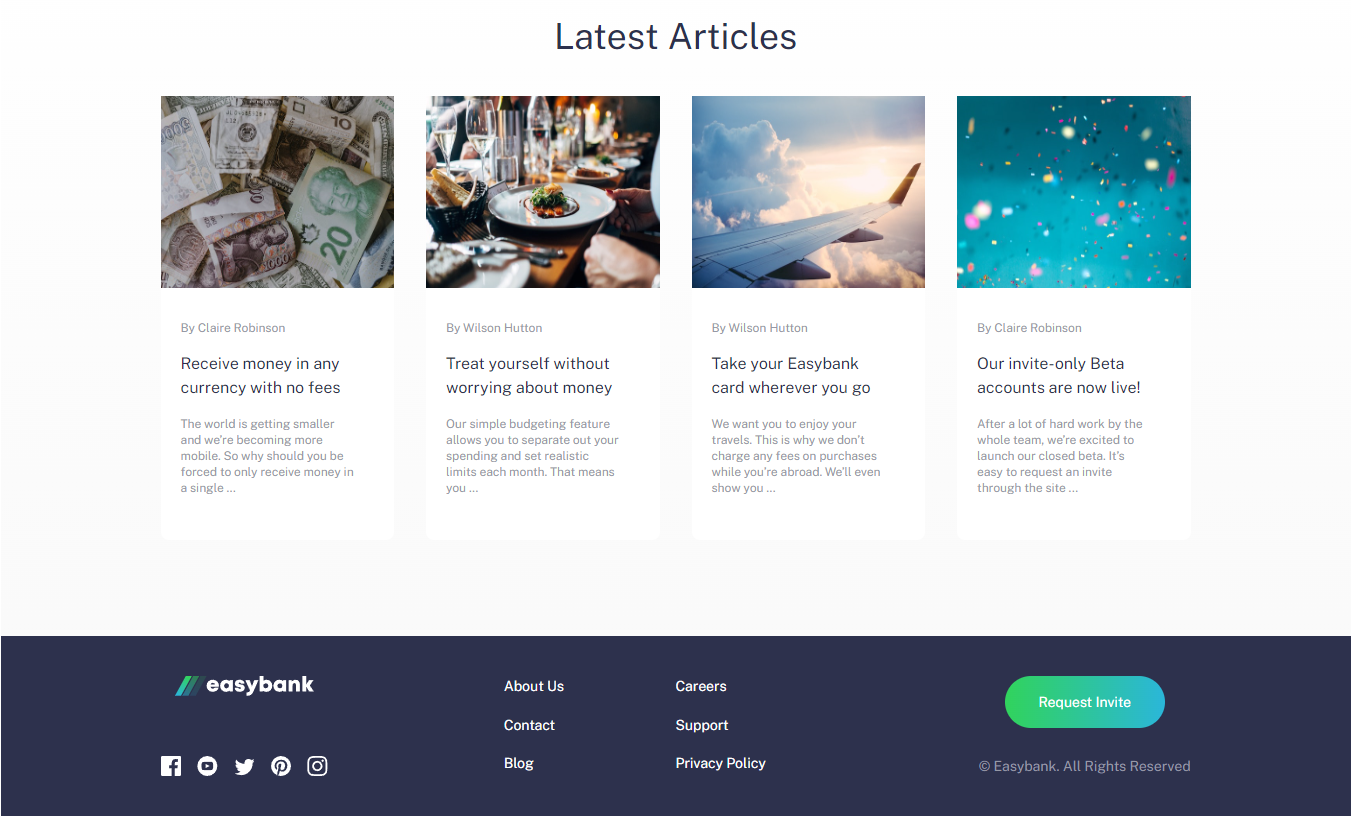 Latest Articles
10
20
1000
By Claire Robinson
Receive money in any
currency with no fees
The world is getting smaller
and we're becoming more
mobile. So why should you be
forced to only receive money in
a single ...
By Wilson Hutton
Treat yourself without
worrying about money
Our simple budgeting feature
allows you to separate out your
spending and set realistic
limits each month. That means
you ...
By Wilson Hutton
Take your Easybank
card wherever you go
We want you to enjoy your
travels. This is why we don't
charge any fees on purchases
while you're abroad. We'll even
show you ...
By Claire Robinson
Our invite-only Beta
accounts are now live!
After a lot of hard work by the
whole team, we're excited to
launch our closed beta. It's
easy to request an invite
through the site ...
easybank
About Us
Contact
Blog
Careers
Support
Privacy Policy
Request Invite
© Easybank. All Rights Reserved